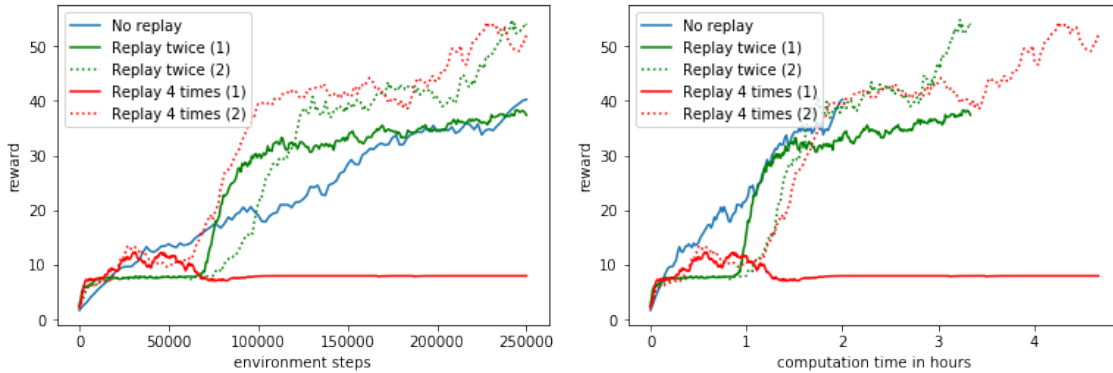 No replay
Replay twice (1)
Replay twice (2)
Replay 4 times (1)
Replay 4 times (2)
reward
50
40
30
20
10
0
0
50000
100000
150000
200000
250000
environment steps
No replay
Replay twice (1)
Replay twice (2)
Replay 4 times (1)
Replay 4 times (2)
reward
50
40
30
20
10
0
0
1
2
3
4
computation time in hours